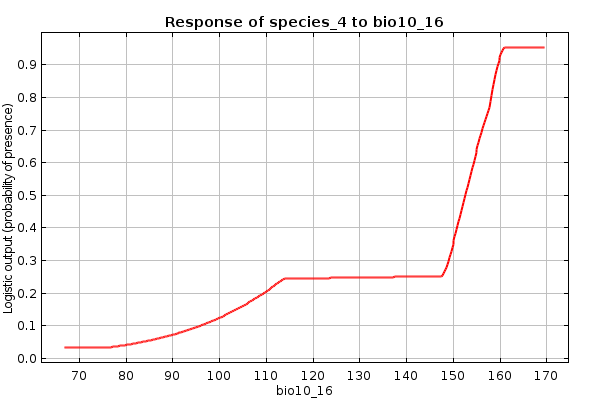 Response of species_4 to bio10_16
Logistic output (probability of presence)
0.9
0.8
0.7
0.6
0.5
0.4
0.3
0.2
0.1
0.0
70 80 90 100 110 120 130 140 150 160 170
bio10_16